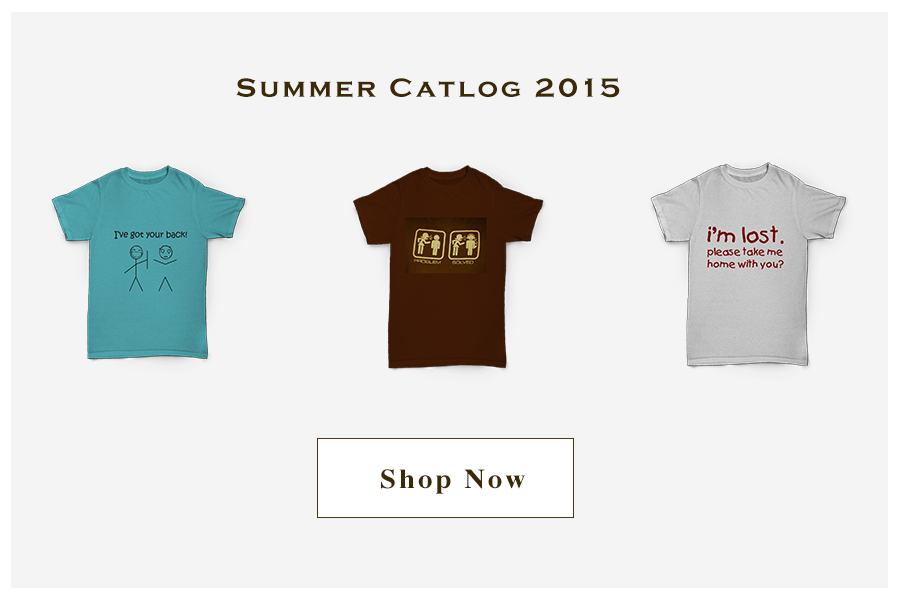 Summer Catlog 2015
I've got your back!
PROBLEM SOLVED
i'm lost.
please take me
home with you?
Shop Now